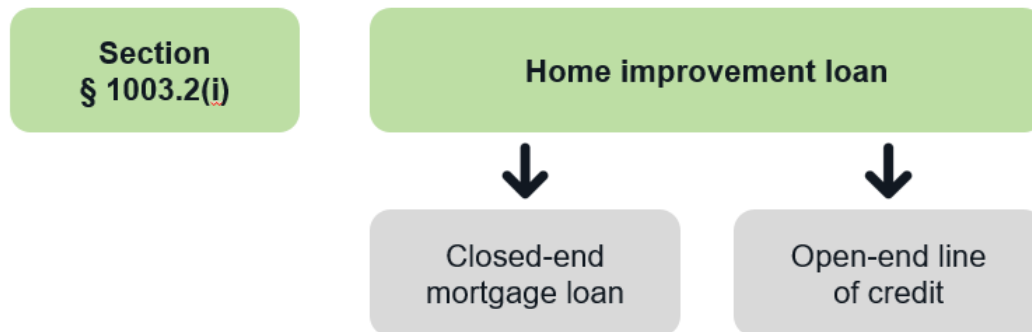 Section
§ 1003.2(i)
Home improvement loan
Closed-end
mortgage loan
Open-end line
of credit